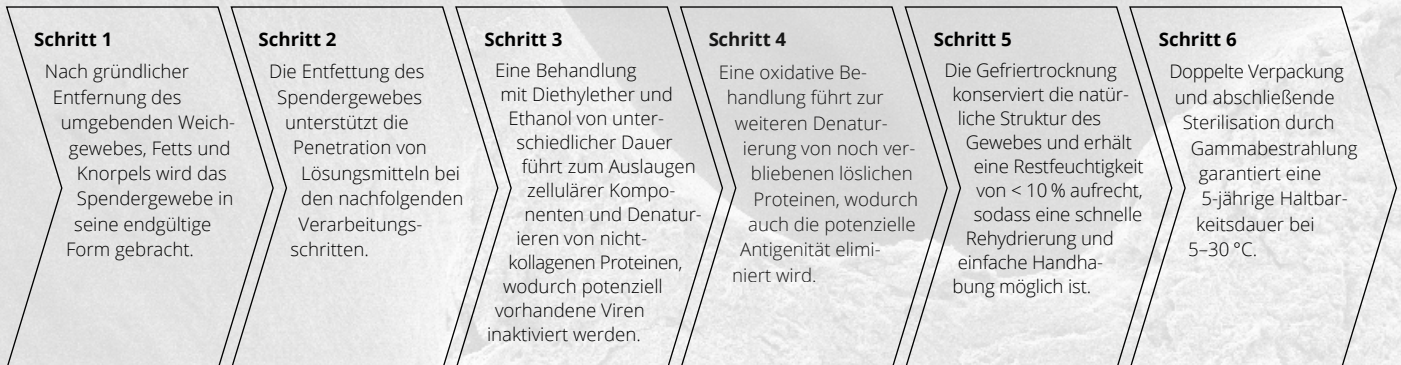 Schritt 1
Nach gründlicher
Entfernung des
umgebenden Weich-
gewebes, Fetts und
Knorpels wird das
Spendergewebe in
seine endgültige
Form gebracht.
Schritt 2
Die Entfettung des
Spendergewebes
unterstützt die
Penetration von
Lösungsmitteln bei
den nachfolgenden
Verarbeitungs-
schritten.
Schritt 3
Eine Behandlung
mit Diethylether und
Ethanol von unter-
schiedlicher Dauer
führt zum Auslaugen
zellulärer Kompo-
nenten und Denatur-
ieren von nicht-
kollagenen Proteinen,
wodurch potenziell
vorhandene Viren
inaktiviert werden.
Schritt 4
Eine oxidative Be-
handlung führt zur
weiteren Denatur-
ierung von noch ver-
bliebenen löslichen
Proteinen, wodurch
auch die potenzielle
Antigenität elimi-
niert wird.
Schritt 5
Die Gefriertrocknung
konserviert die natür-
liche Struktur des
Gewebes und erhält
eine Restfeuchtigkeit
von < 10 % aufrecht,
sodass eine schnelle
Rehydrierung und
einfache Handha-
bung möglich ist.
Schritt 6
Doppelte Verpackung
und abschließende
Sterilisation durch
Gammabestrahlung
garantiert eine
5-jährige Haltbar-
keitsdauer bei
5–30 °C.